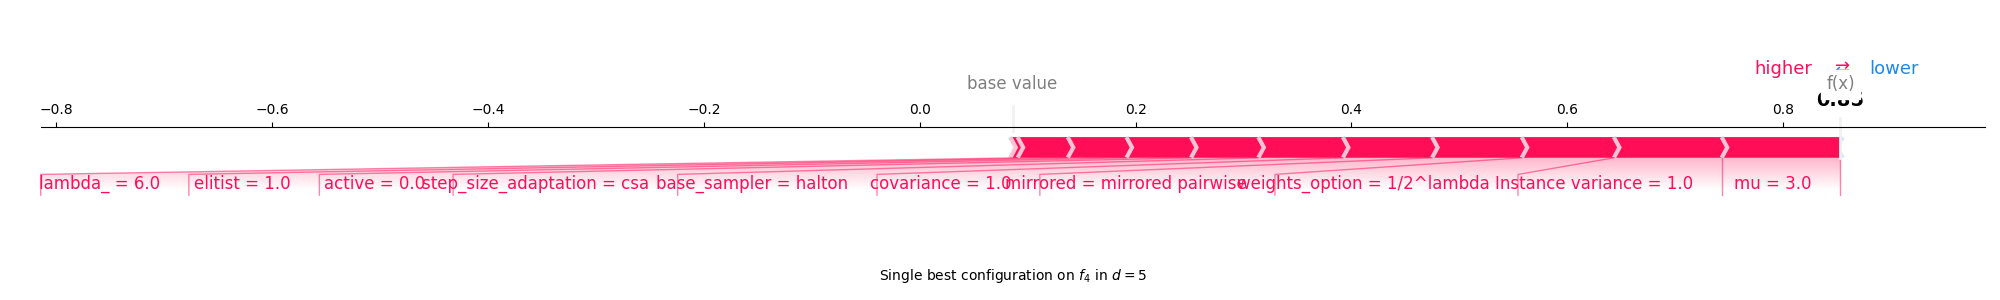 higher ⇄ lower
base value f(x)
−0.8 −0.6 −0.4 −0.2 0.0 0.2 0.4 0.6 0.8 0.85
lambda_ = 6.0 elitist = 1.0 active = 0.0 step_size_adaptation = csa base_sampler = halton covariance = 1.0 mirrored = mirrored pairwise weights_option = 1/2^lambda Instance variance = 1.0 mu = 3.0
Single best configuration on f₄ in d = 5